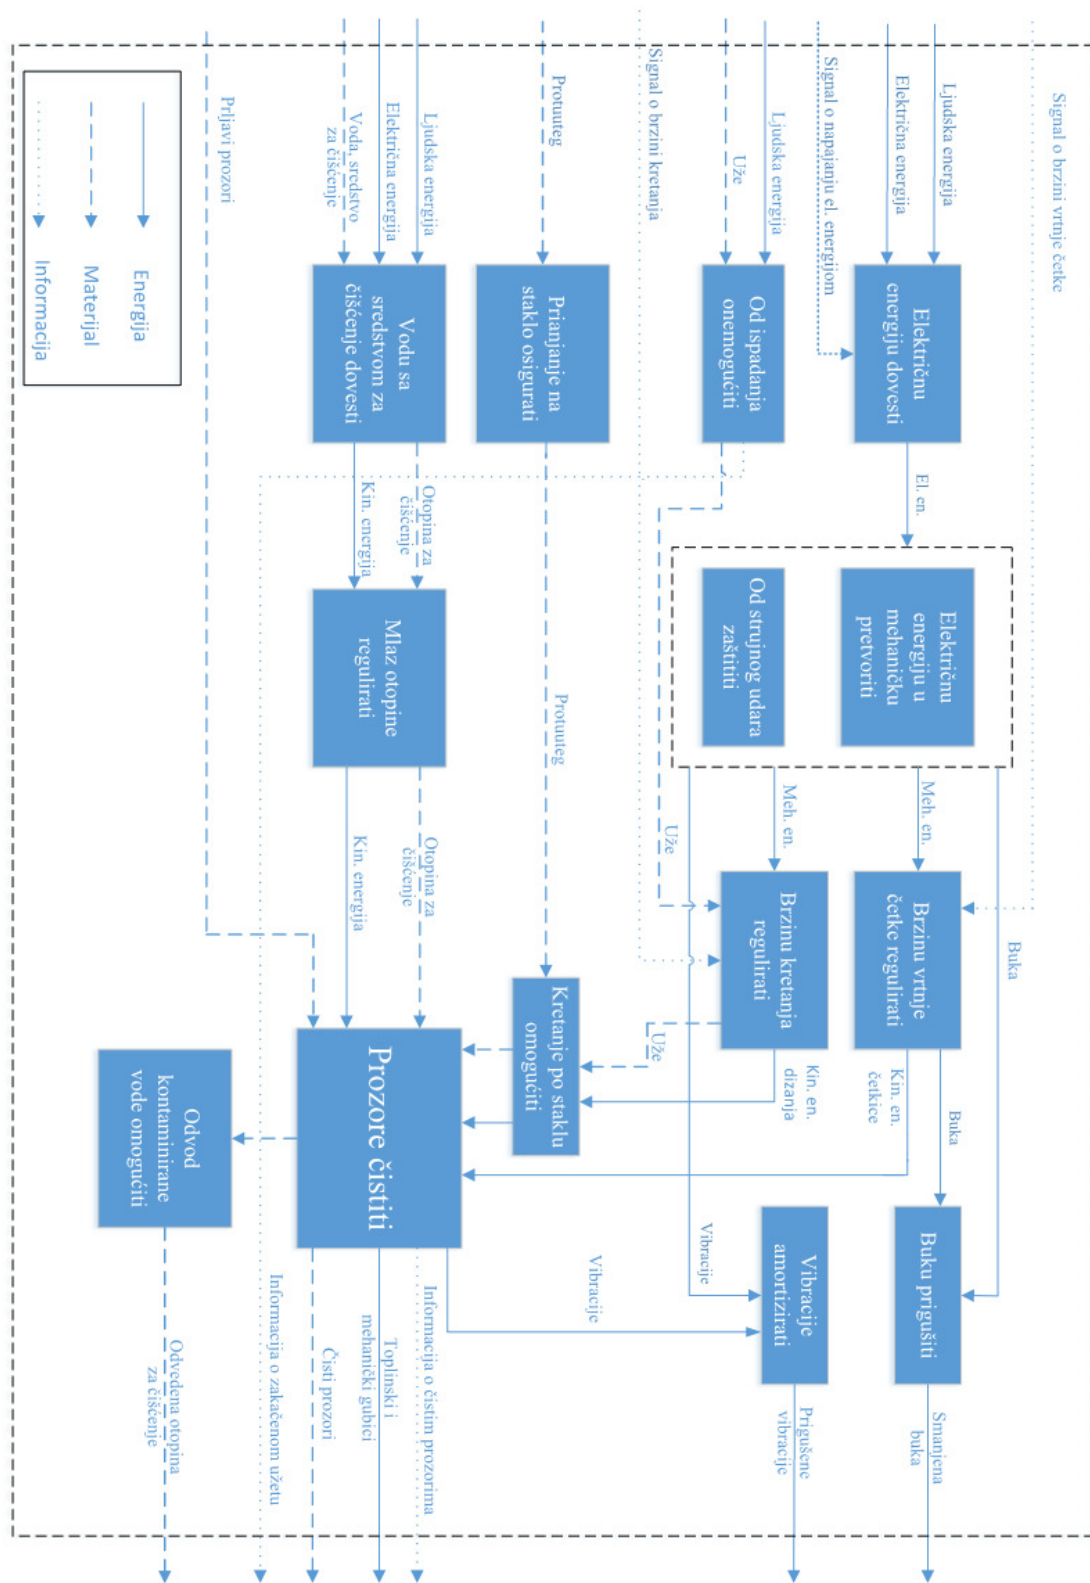 Signal o brzini vrtnje četke
Ljudska energija
Električna energija
Signal o napajanju el. energijom
Električnu
energiju dovesti
El. en.
Električnu
energiju u
mehaničku
pretvoriti
Od strujnog udara
zaštititi
Buka
Meh. en.
Meh. en.
Brzinu vrtnje
četke regulirati
Buka
Kin. en.
četkice
Buku prigušiti
Smanjena
buka
Ljudska energija
Uže
Od ispadanja
onemogućiti
Signal o brzini kretanja
Uže
Brzinu kretanja
regulirati
Kin. en.
dizanja
Uže
Vibracije
Vibracije
amortizirati
Prigušene
vibracije
Protuuteg
Prianjanje na
staklo osigurati
Protuuteg
Kretanje po staklu
omogućiti
Vibracije
Ljudska energija
Električna energija
Voda, sredstvo
za čišćenje
Vodu sa
sredstvom za
čišćenje dovesti
Otopina za
čišćenje
Kin. energija
Mlaz otopine
regulirati
Otopina za
čišćenje
Kin. energija
Prozore čistiti
Informacija o čistim prozorima
Toplinski i
mehanički gubici
Čisti prozori
Informacija o zakačenom užetu
Prljavi prozori
Odvod
kontaminirane
vode omogućiti
Odvedena otopina
za čišćenje
Energija
Materijal
Informacija